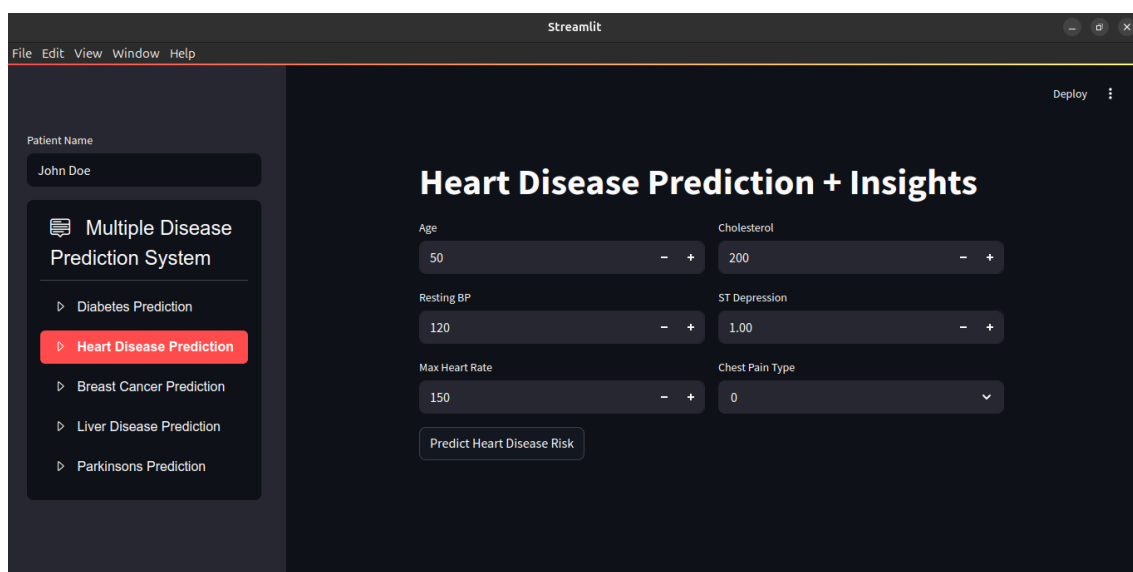 Streamlit
File Edit View Window Help
Deploy
Patient Name
John Doe
Multiple Disease
Prediction System
Diabetes Prediction
Heart Disease Prediction
Breast Cancer Prediction
Liver Disease Prediction
Parkinsons Prediction
Heart Disease Prediction + Insights
Age
50
Cholesterol
200
Resting BP
120
ST Depression
1.00
Max Heart Rate
150
Chest Pain Type
0
Predict Heart Disease Risk